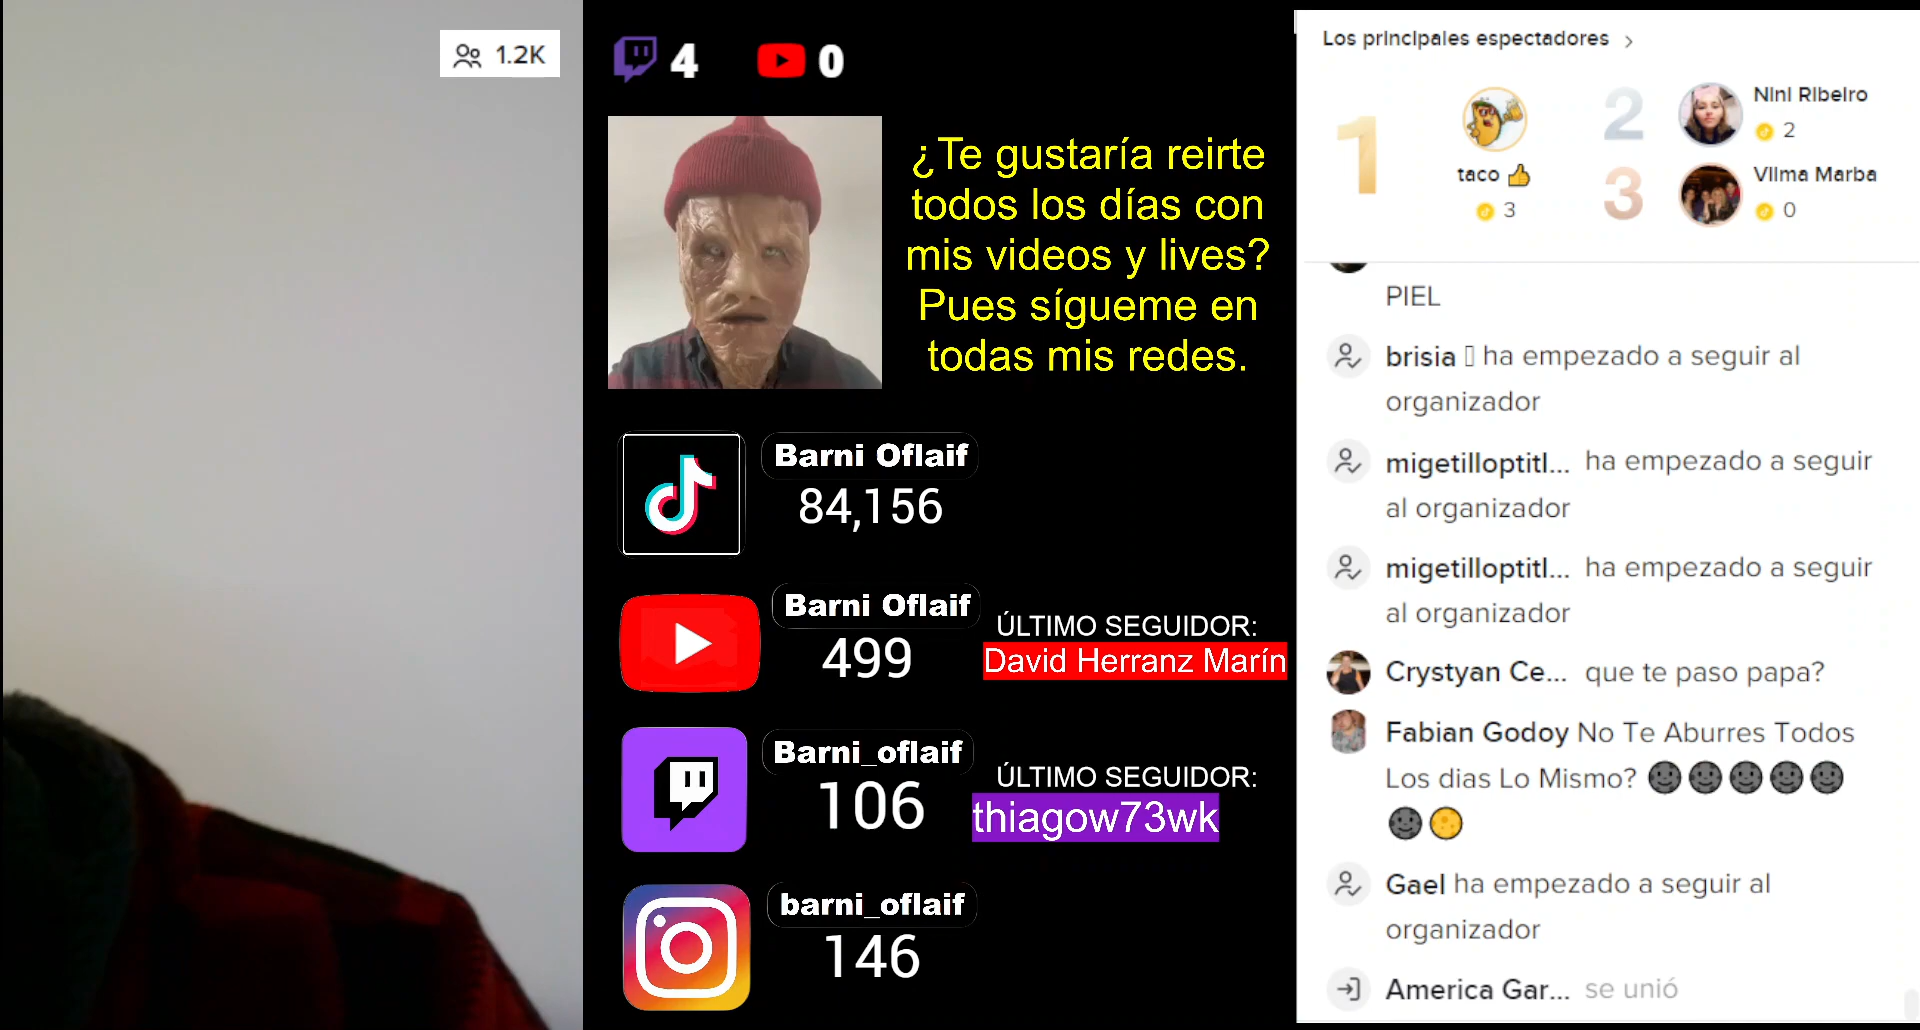 1.2K
4
0
¿Te gustaría reirte
todos los días con
mis videos y lives?
Pues sígueme en
todas mis redes.
Barni Oflaif
84,156
Barni Oflaif
499
ÚLTIMO SEGUIDOR:
David Herranz Marín
Barni_oflaif
106
ÚLTIMO SEGUIDOR:
thiagow73wk
barni_oflaif
146
Los principales espectadores
1
taco 👍
3
2
Nini Ribeiro
2
3
Vilma Marba
0
PIEL
brisia ▯ ha empezado a seguir al
organizador
migetilloptitl... ha empezado a seguir
al organizador
migetilloptitl... ha empezado a seguir
al organizador
Crystyan Ce... que te paso papa?
Fabian Godoy No Te Aburres Todos
Los dias Lo Mismo? 🌚🌚🌚🌚🌚
🌚🌕
Gael ha empezado a seguir al
organizador
America Gar... se unió